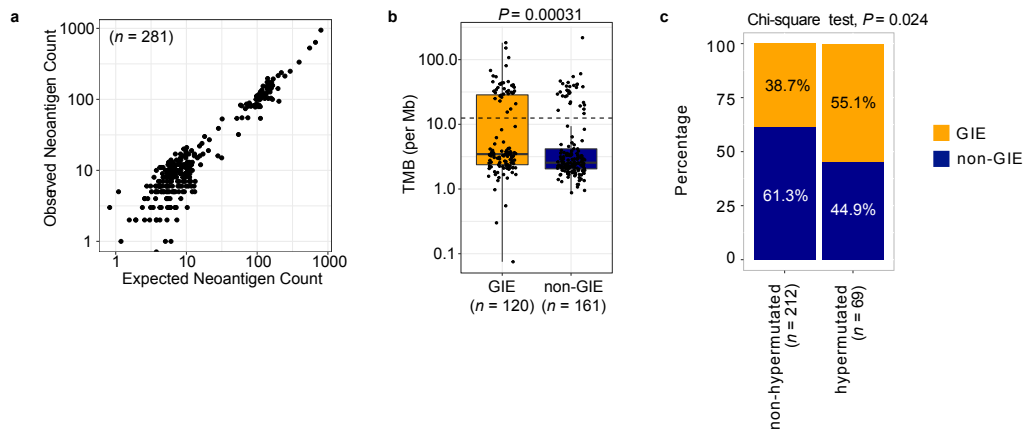 a
(n = 281)
Observed Neoantigen Count
1000
100
10
1
1
10
100
1000
Expected Neoantigen Count
b
P = 0.00031
TMB (per Mb)
100.0
10.0
1.0
0.1
GIE
(n = 120)
non-GIE
(n = 161)
c
Chi-square test, P = 0.024
Percentage
100
75
50
25
0
38.7%
61.3%
55.1%
44.9%
non-hypermutated
(n = 212)
hypermutated
(n = 69)
GIE
non-GIE